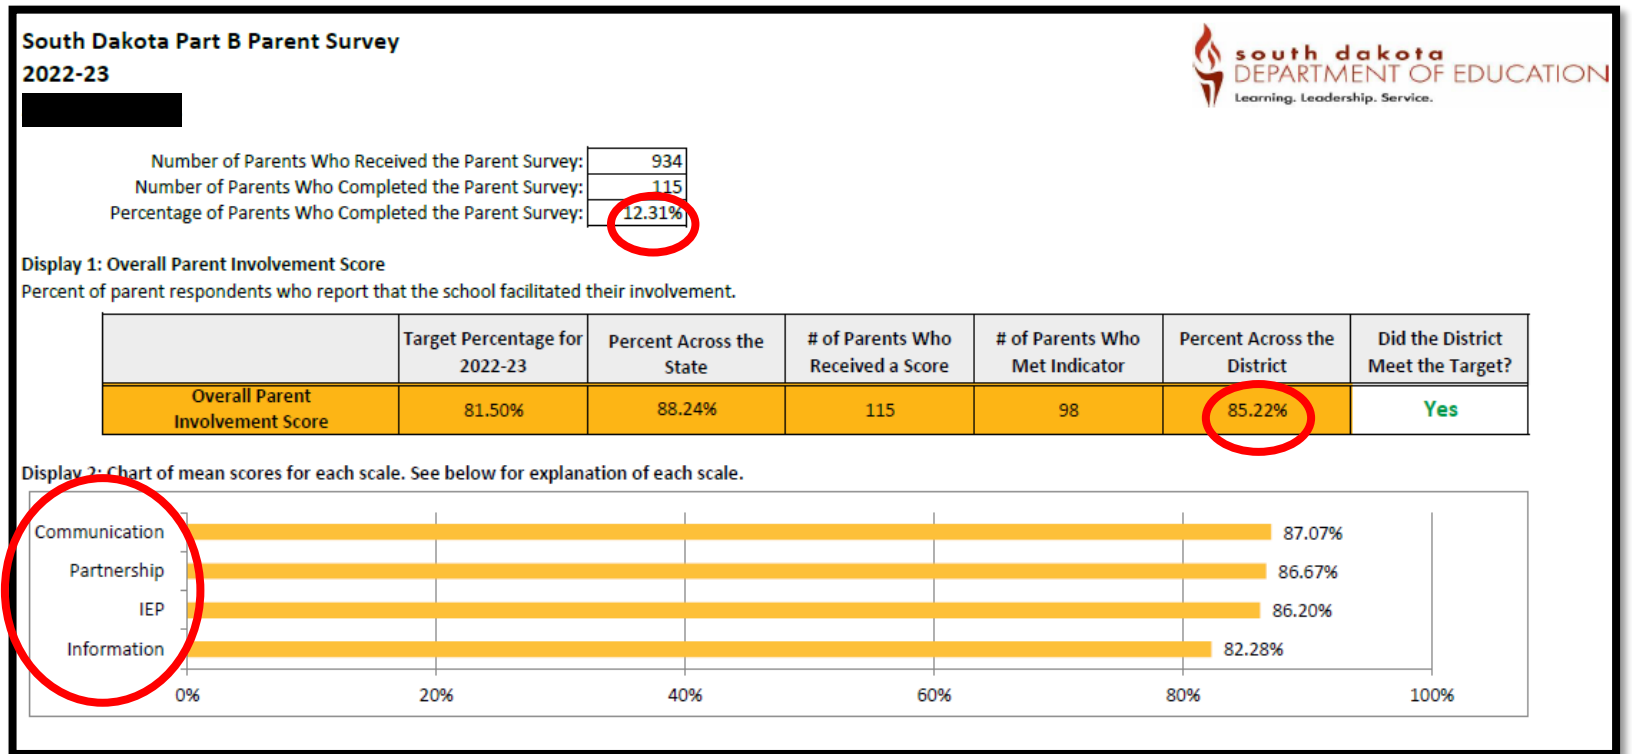 South Dakota Part B Parent Survey
2022-23
south dakota
DEPARTMENT OF EDUCATION
Learning. Leadership. Service.
Number of Parents Who Received the Parent Survey: 934
Number of Parents Who Completed the Parent Survey: 115
Percentage of Parents Who Completed the Parent Survey: 12.31%
Display 1: Overall Parent Involvement Score
Percent of parent respondents who report that the school facilitated their involvement.
Target Percentage for 2022-23
Percent Across the State
# of Parents Who Received a Score
# of Parents Who Met Indicator
Percent Across the District
Did the District Meet the Target?
Overall Parent Involvement Score
81.50%
88.24%
115
98
85.22%
Yes
Display 2: Chart of mean scores for each scale. See below for explanation of each scale.
Communication 87.07%
Partnership 86.67%
IEP 86.20%
Information 82.28%
0% 20% 40% 60% 80% 100%